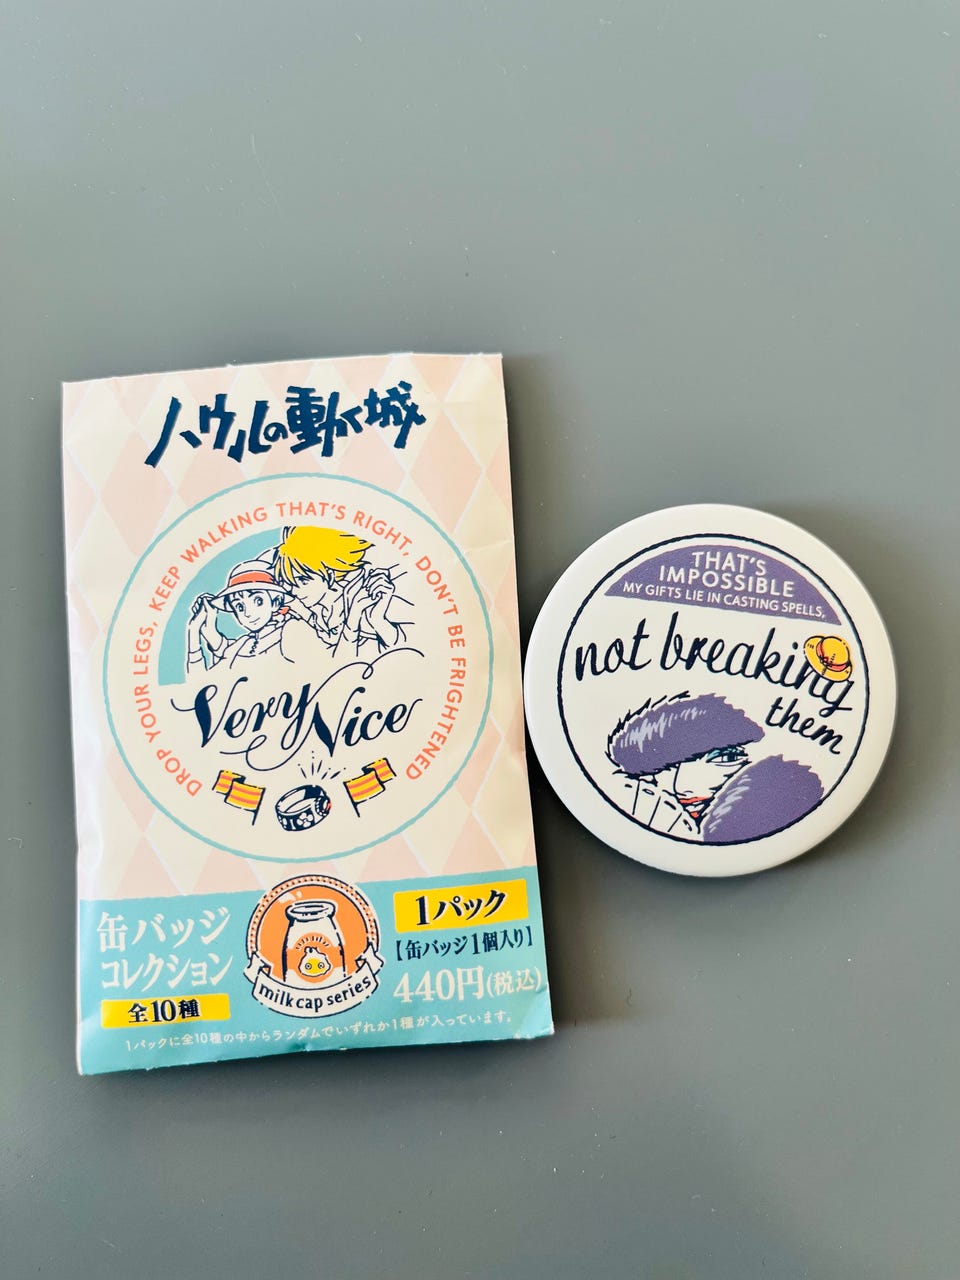 ハウルの動く城
DROP YOUR LEGS, KEEP WALKING THAT'S RIGHT, DON'T BE FRIGHTENED
Very Nice
缶バッジ
コレクション
全10種
milk cap series
1パック
【缶バッジ1個入り】
440円(税込)
1パックに全10種の中からランダムでいずれか1種が入っています。
THAT'S
IMPOSSIBLE
MY GIFTS LIE IN CASTING SPELLS,
not breaking
them